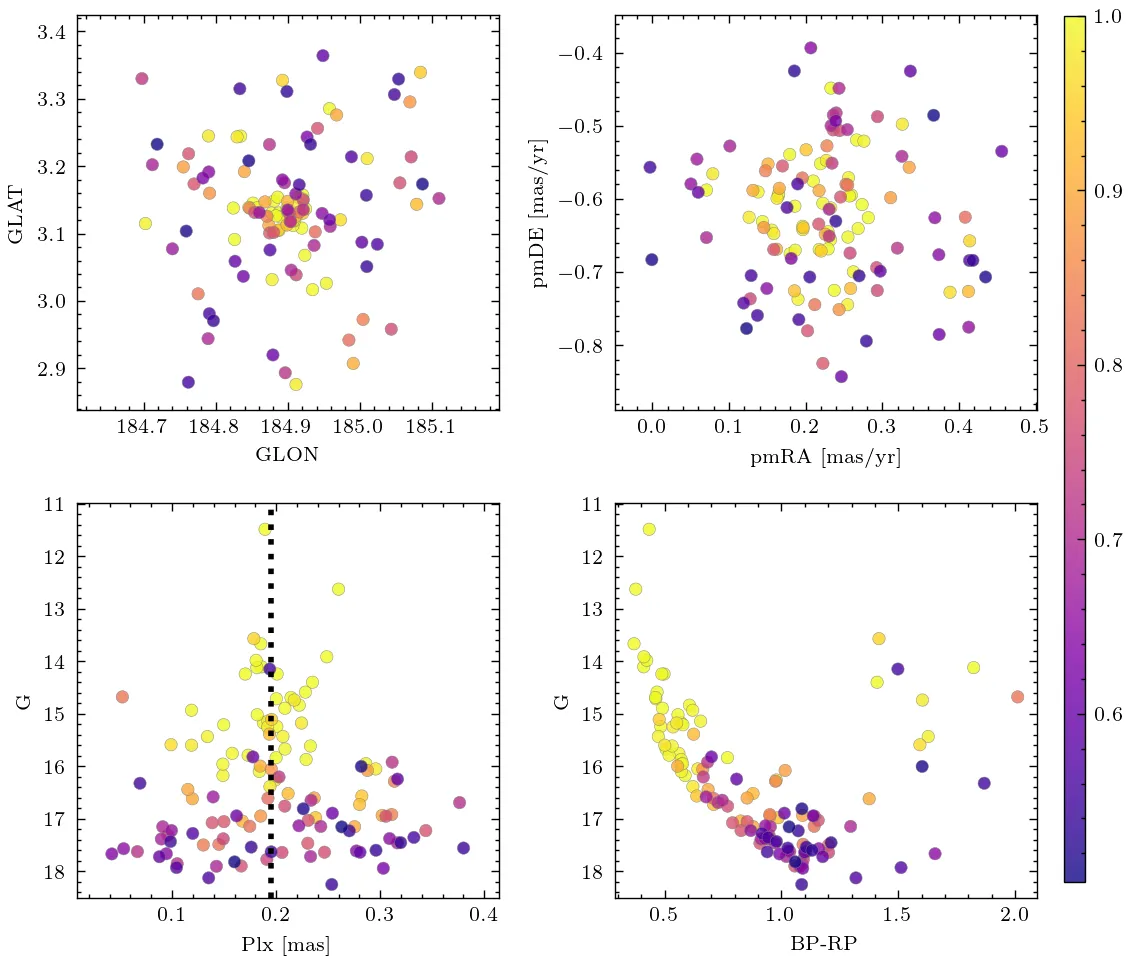 3.4
3.3
3.2
3.1
3.0
2.9
GLAT
184.7 184.8 184.9 185.0 185.1
GLON
−0.4
−0.5
−0.6
−0.7
−0.8
pmDE [mas/yr]
0.0 0.1 0.2 0.3 0.4 0.5
pmRA [mas/yr]
1.0
0.9
0.8
0.7
0.6
11
12
13
14
15
16
17
18
G
0.1 0.2 0.3 0.4
Plx [mas]
11
12
13
14
15
16
17
18
G
0.5 1.0 1.5 2.0
BP-RP